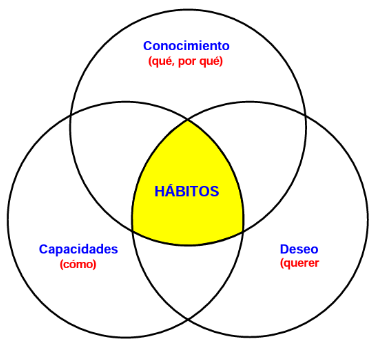 Conocimiento
(qué, por qué)
HÁBITOS
Capacidades
(cómo)
Deseo
(querer